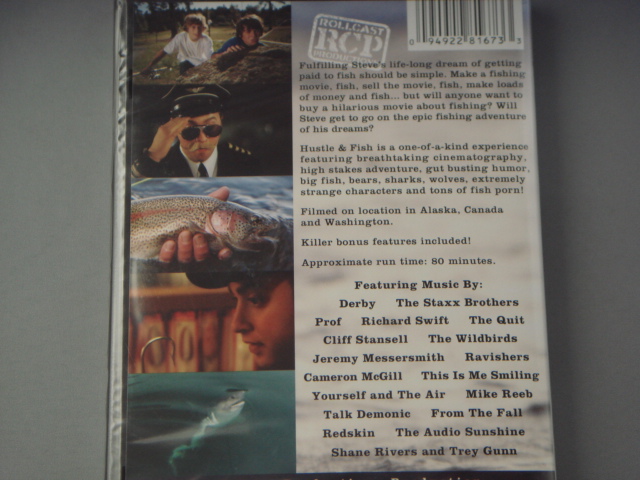 ROLLCAST
RCP
PRODUCTIONS
0 94922 81673 3
Fulfilling Steve's life-long dream of getting
paid to fish should be simple. Make a fishing
movie, fish, sell the movie, fish, make loads
of money and fish... but will anyone want to
buy a hilarious movie about fishing? Will
Steve get to go on the epic fishing adventure
of his dreams?
Hustle & Fish is a one-of-a-kind experience
featuring breathtaking cinematography,
high stakes adventure, gut busting humor,
big fish, bears, sharks, wolves, extremely
strange characters and tons of fish porn!
Filmed on location in Alaska, Canada
and Washington.
Killer bonus features included!
Approximate run time: 80 minutes.
Featuring Music By:
Derby The Staxx Brothers
Prof Richard Swift The Quit
Cliff Stansell The Wildbirds
Jeremy Messersmith Ravishers
Cameron McGill This Is Me Smiling
Yourself and The Air Mike Reeb
Talk Demonic From The Fall
Redskin The Audio Sunshine
Shane Rivers and Trey Gunn